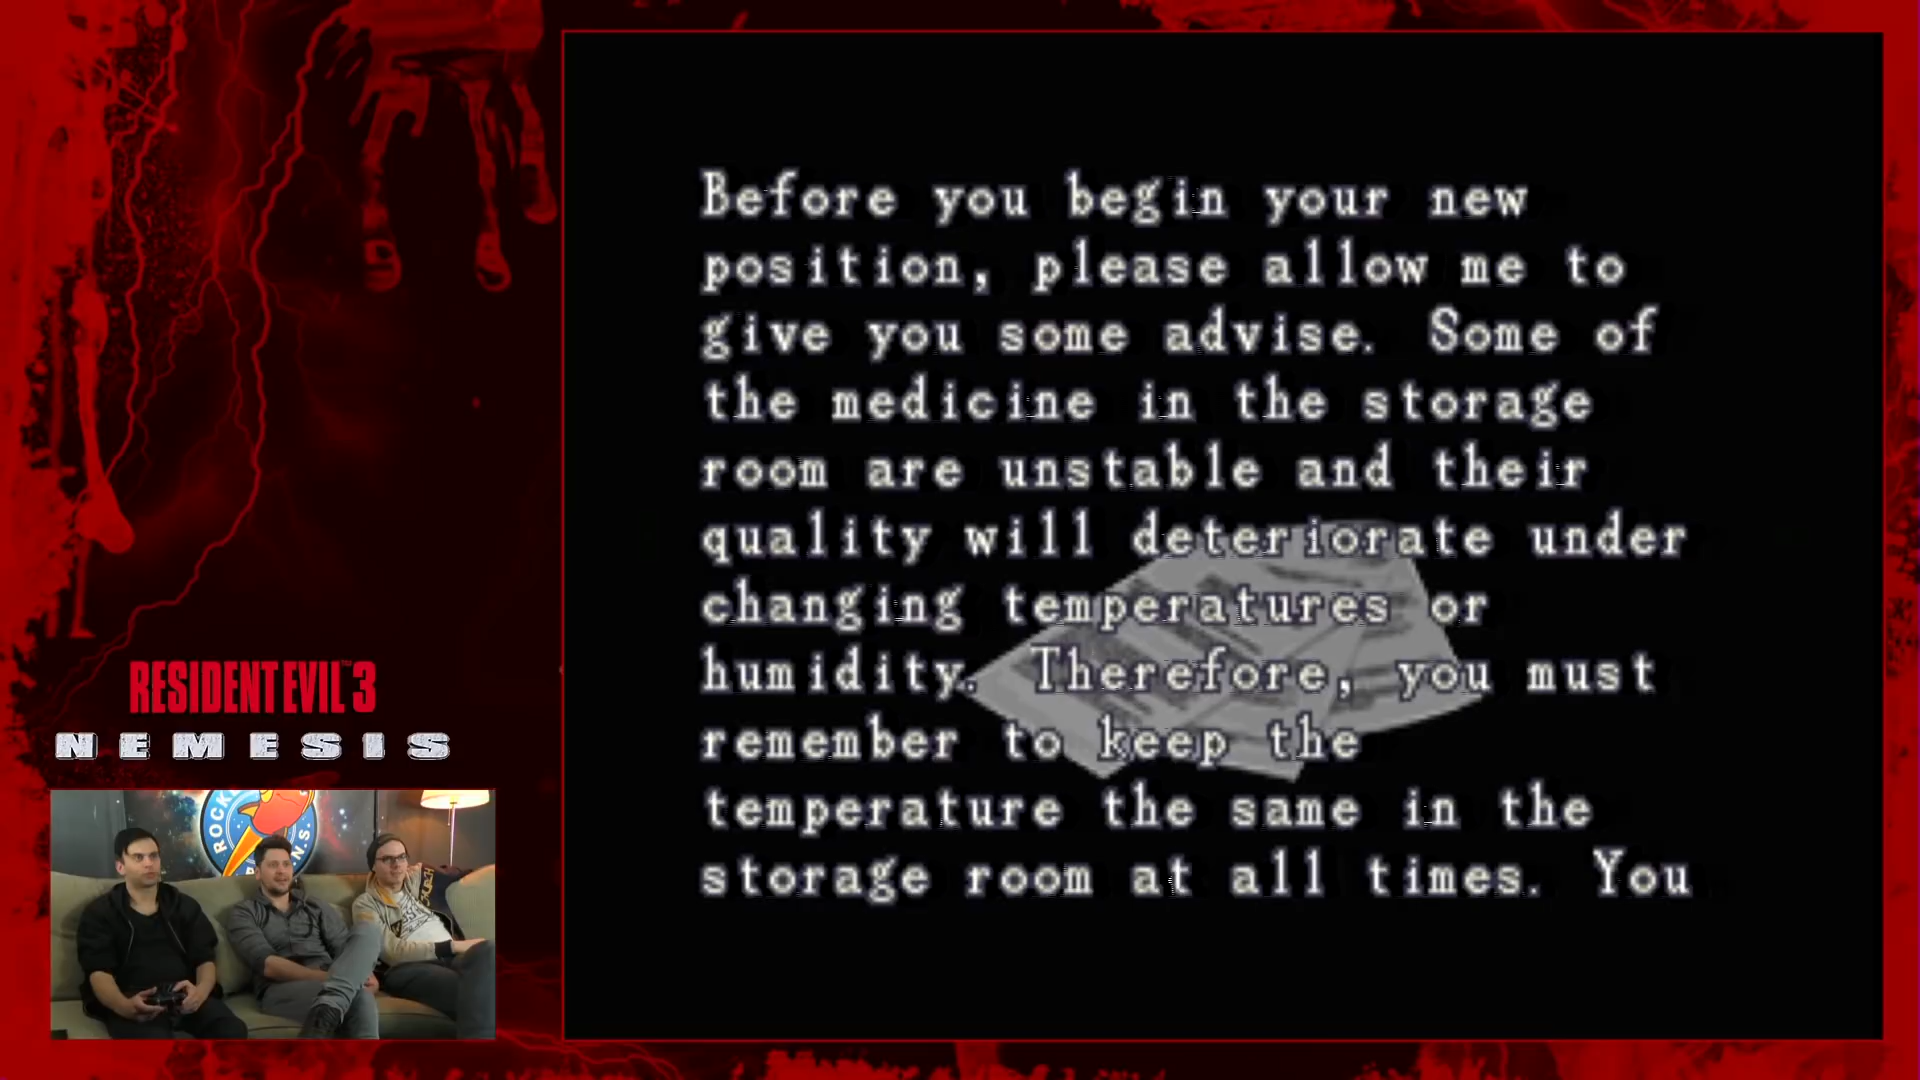 Before you begin your new
position, please allow me to
give you some advise. Some of
the medicine in the storage
room are unstable and their
quality will deteriorate under
changing temperatures or
humidity. Therefore, you must
remember to keep the
temperature the same in the
storage room at all times. You
RESIDENT EVIL 3
NEMESIS